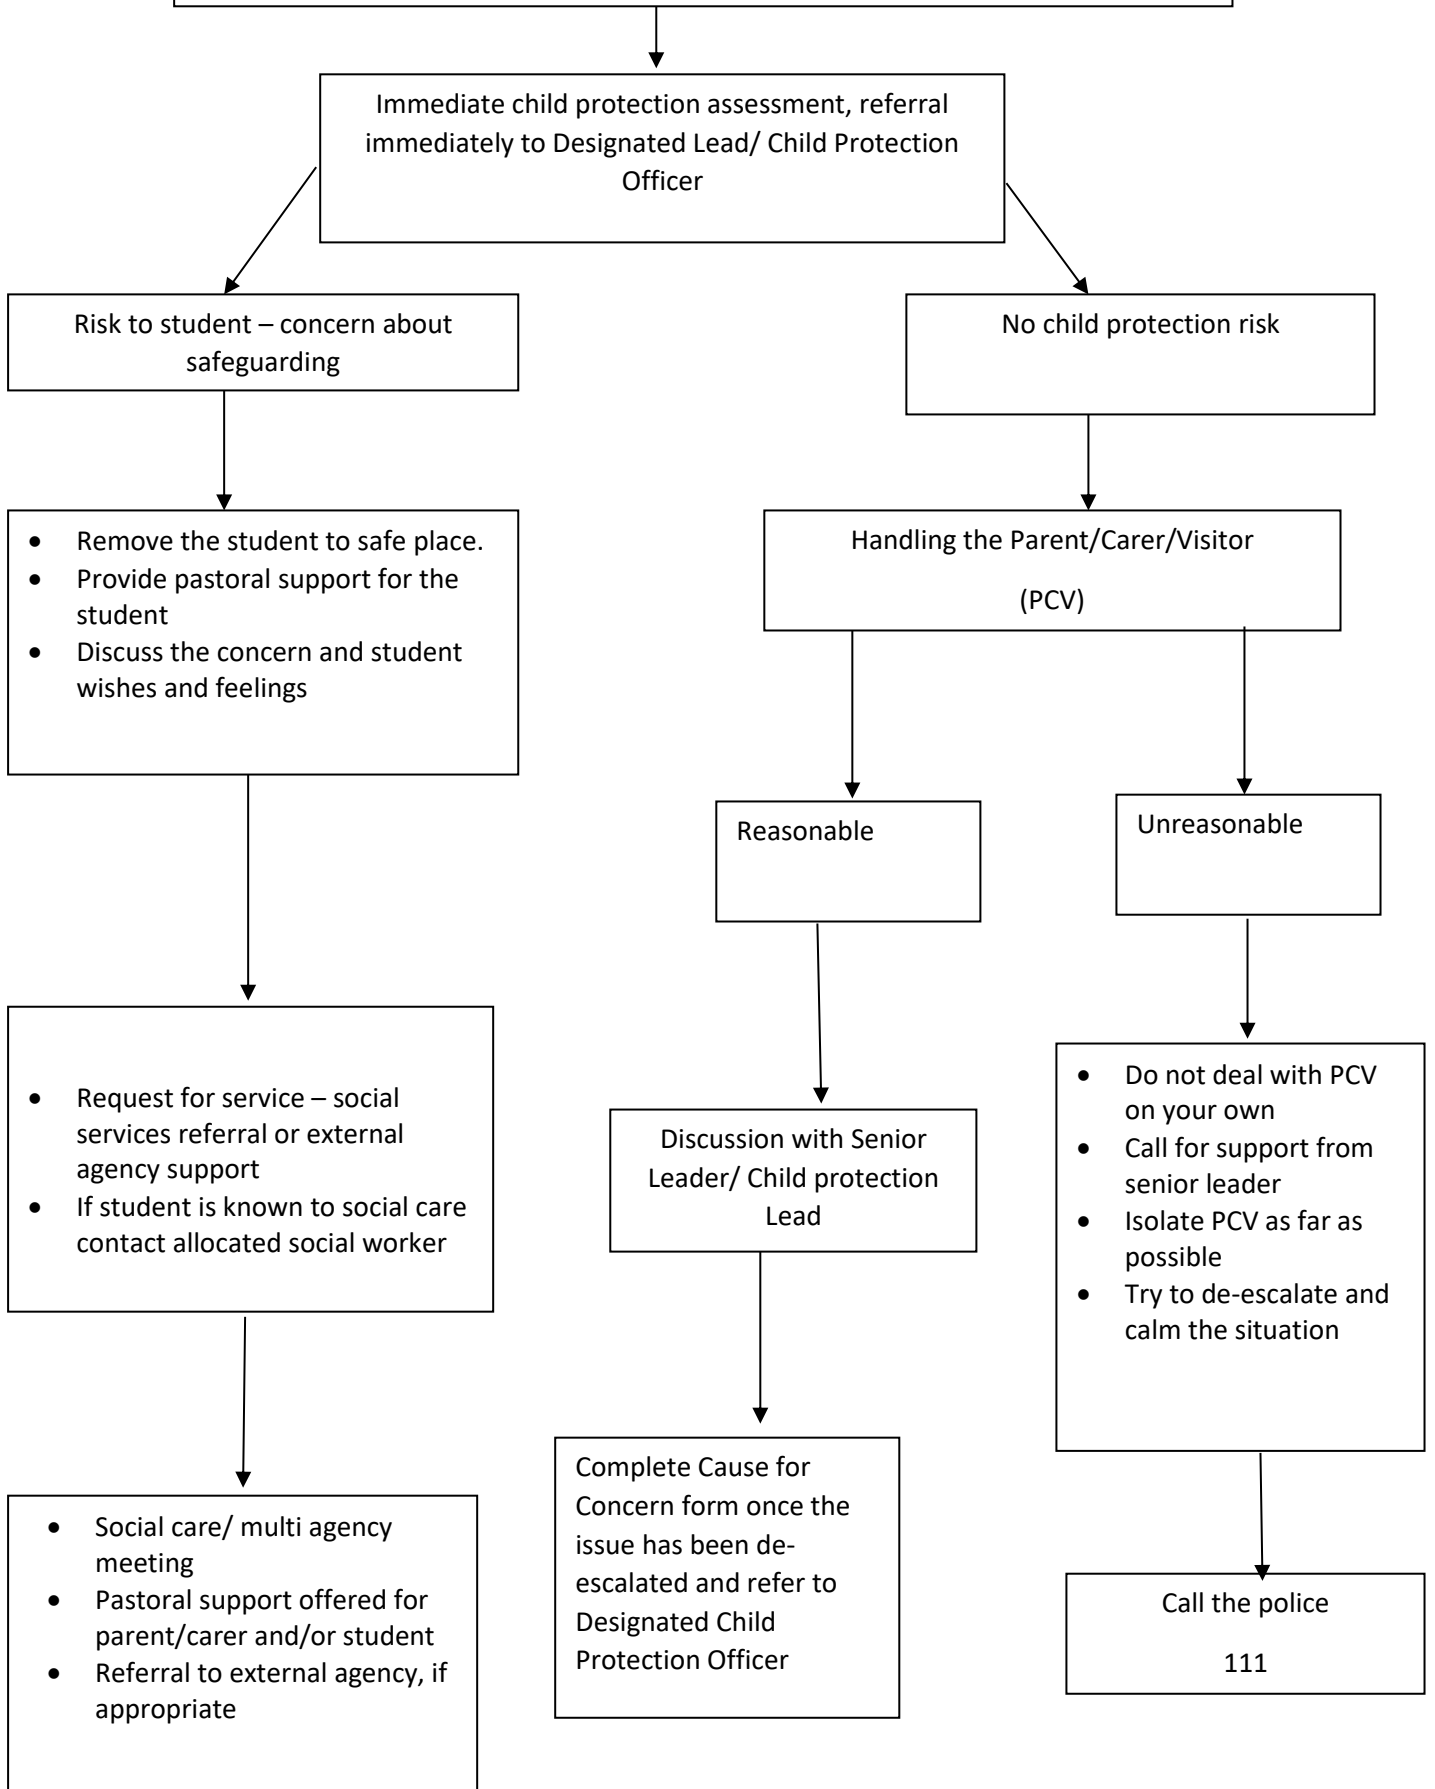 Immediate child protection assessment, referral
immediately to Designated Lead/ Child Protection
Officer
Risk to student – concern about
safeguarding
No child protection risk
• Remove the student to safe place.
• Provide pastoral support for the
student
• Discuss the concern and student
wishes and feelings
Handling the Parent/Carer/Visitor
(PCV)
Reasonable
Unreasonable
• Request for service – social
services referral or external
agency support
• If student is known to social care
contact allocated social worker
Discussion with Senior
Leader/ Child protection
Lead
• Do not deal with PCV
on your own
• Call for support from
senior leader
• Isolate PCV as far as
possible
• Try to de-escalate and
calm the situation
• Social care/ multi agency
meeting
• Pastoral support offered for
parent/carer and/or student
• Referral to external agency, if
appropriate
Complete Cause for
Concern form once the
issue has been de-
escalated and refer to
Designated Child
Protection Officer
Call the police
111